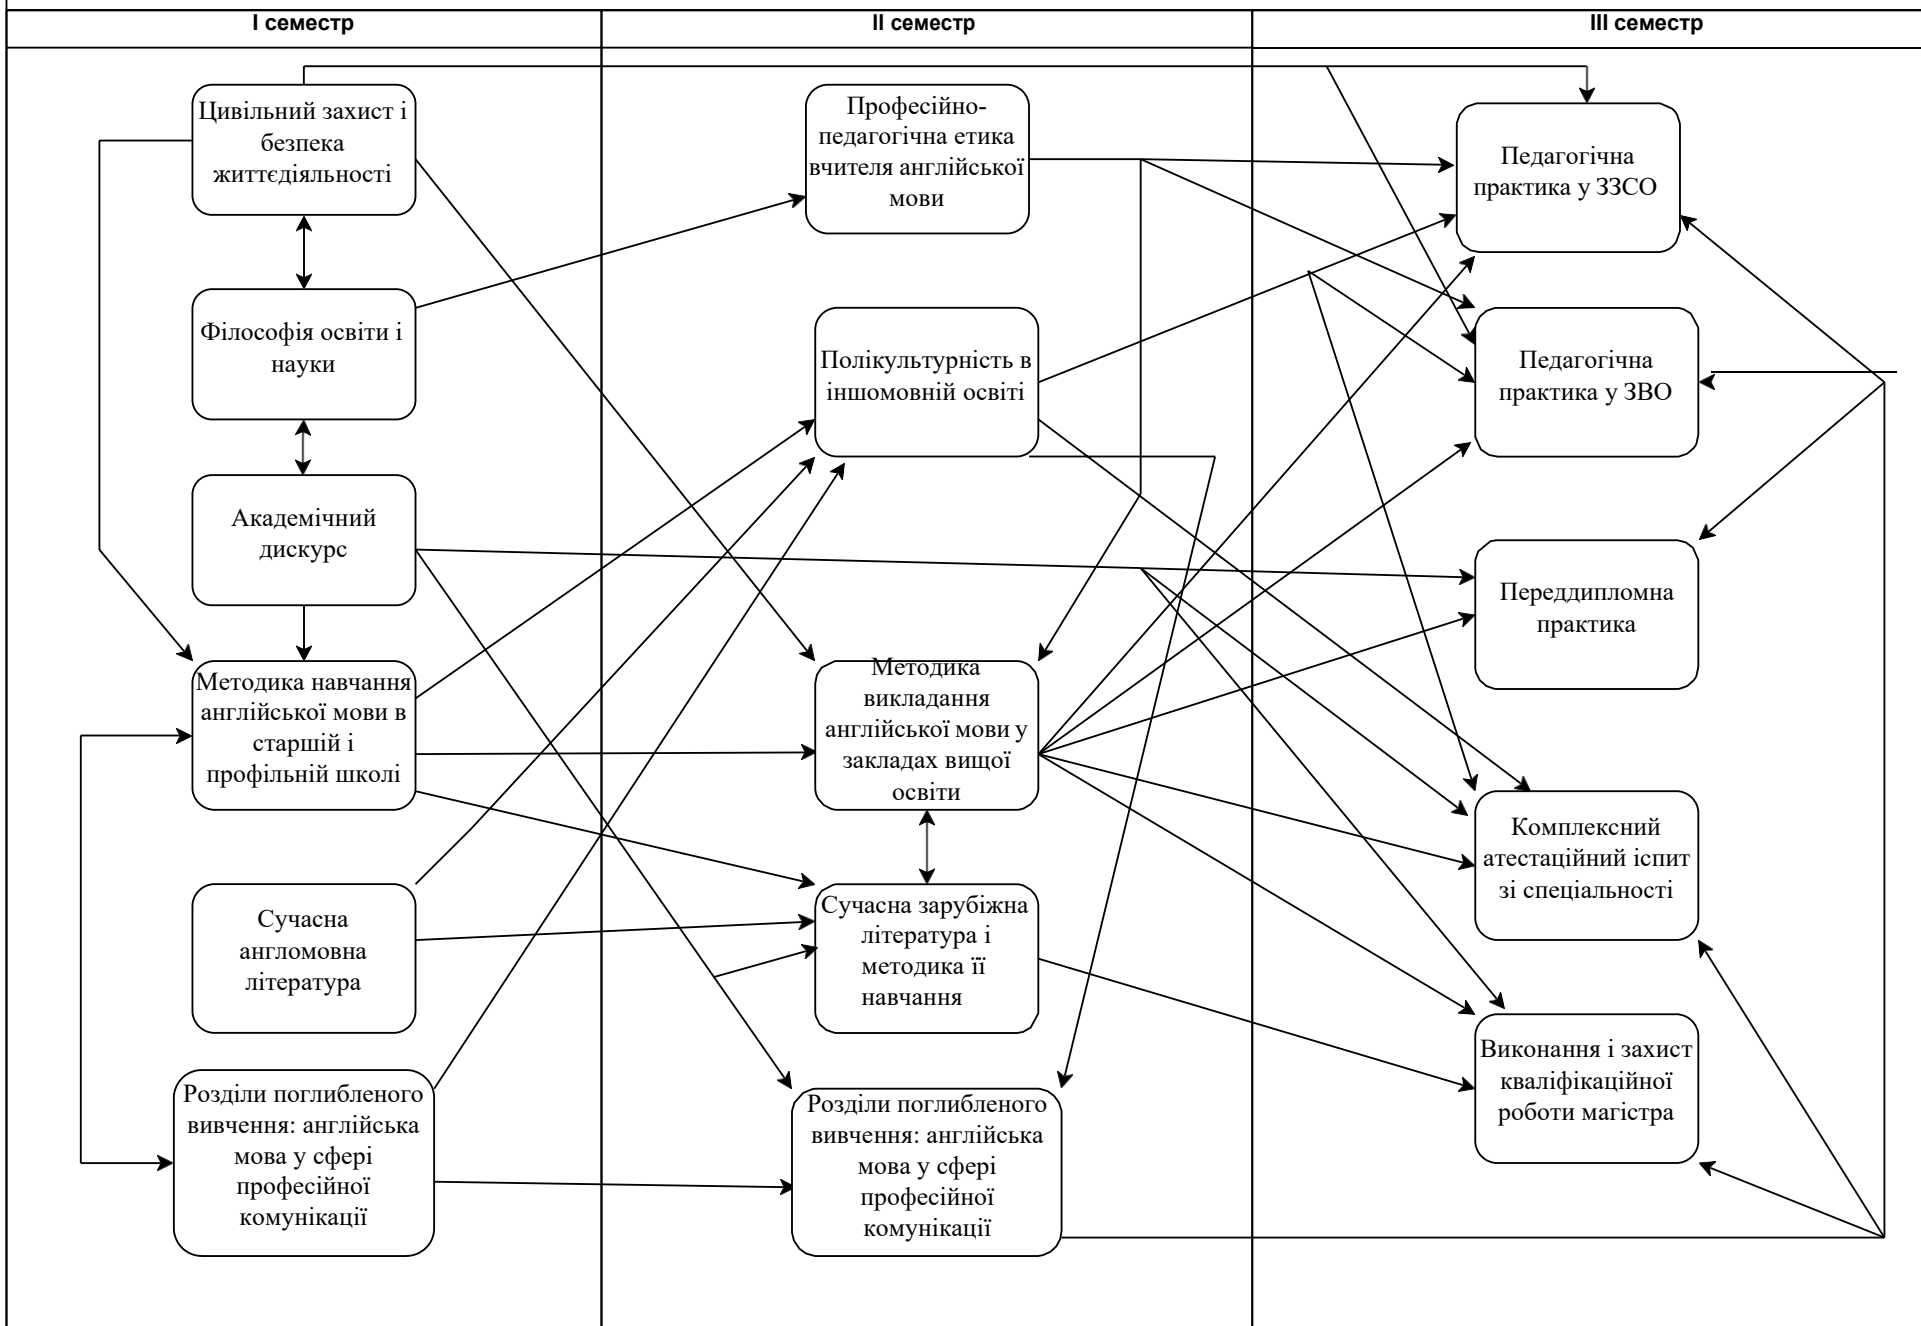 I семестр
II семестр
III семестр
Цивільний захист і
безпека
життєдіяльності
Філософія освіти і
науки
Академічний
дискурс
Методика навчання
англійської мови в
старшій і
профільній школі
Сучасна
англомовна
література
Розділи поглибленого
вивчення: англійська
мова у сфері
професійної
комунікації
Професійно-
педагогічна етика
вчителя англійської
мови
Полікультурність в
іншомовній освіті
Методика
викладання
англійської мови у
закладах вищої
освіти
Сучасна зарубіжна
література і
методика її
навчання
Розділи поглибленого
вивчення: англійська
мова у сфері
професійної
комунікації
Педагогічна
практика у ЗЗСО
Педагогічна
практика у ЗВО
Переддипломна
практика
Комплексний
атестаційний іспит
зі спеціальності
Виконання і захист
кваліфікаційної
роботи магістра